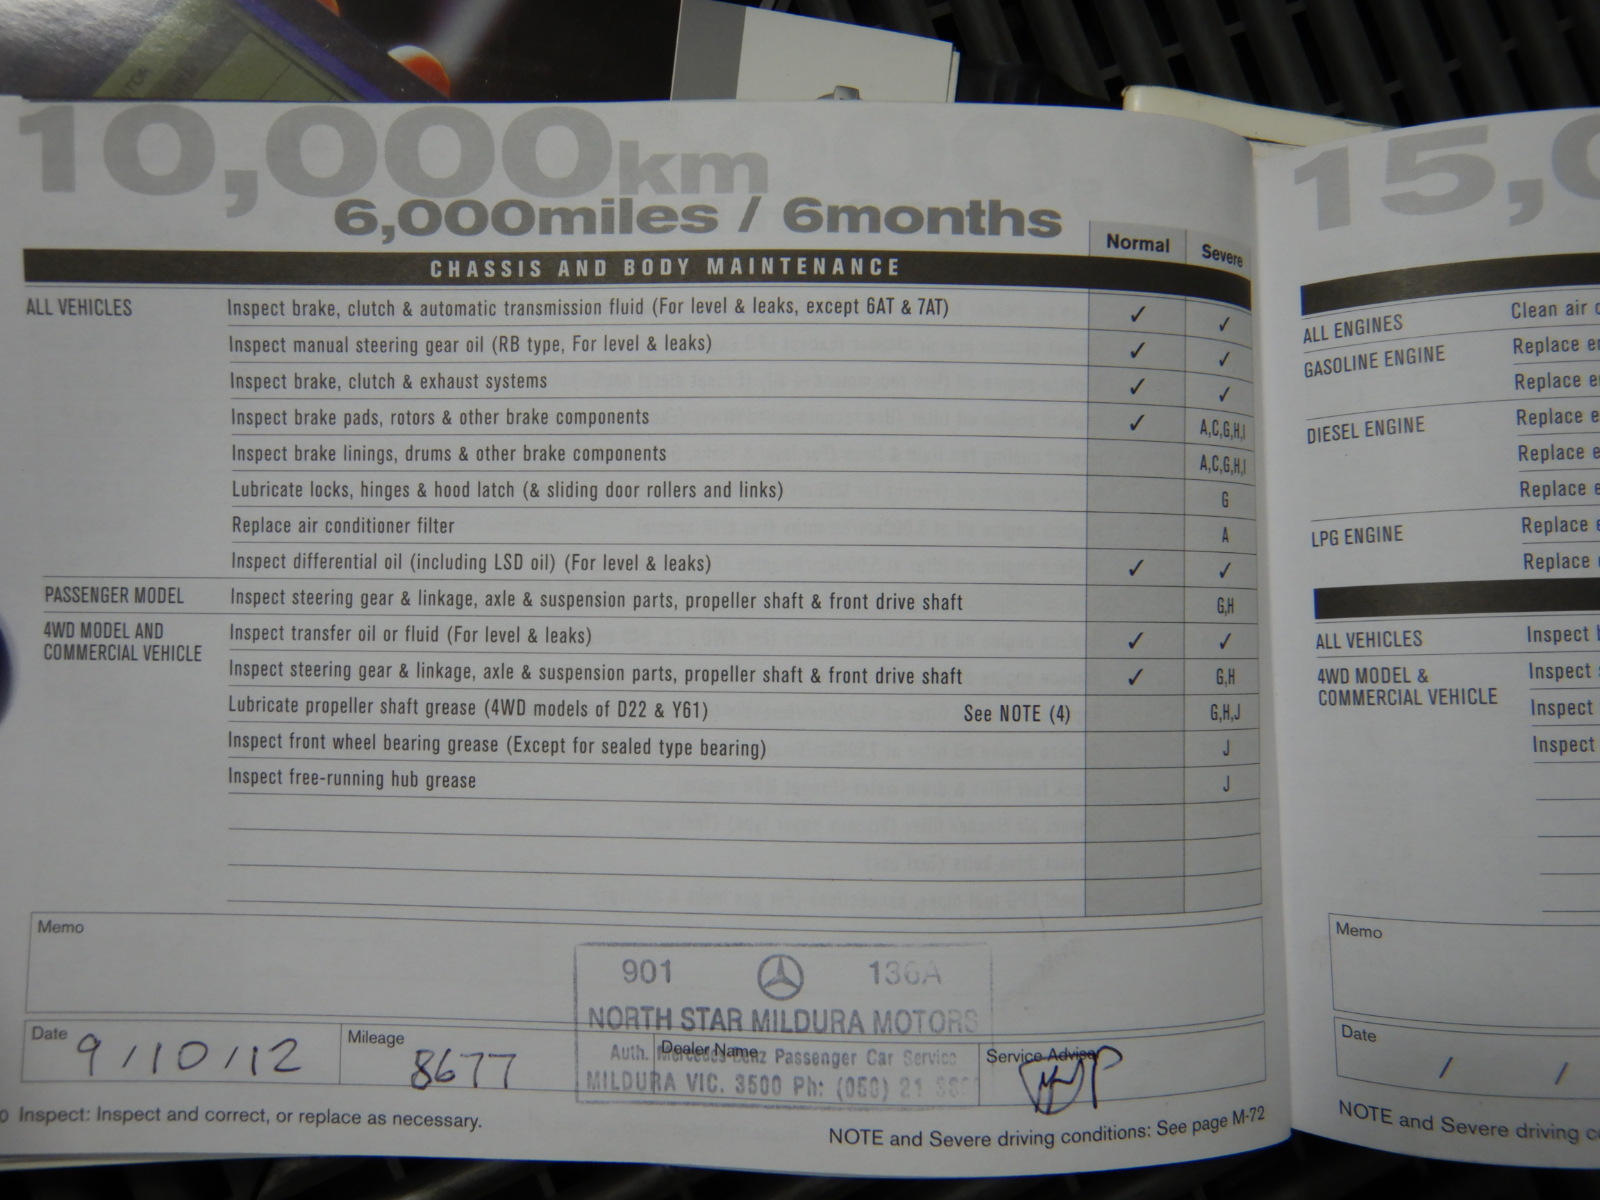 10,000km
6,000miles / 6months
Normal Severe
CHASSIS AND BODY MAINTENANCE
ALL VEHICLES Inspect brake, clutch & automatic transmission fluid (For level & leaks, except 6AT & 7AT) ✓ ✓
Inspect manual steering gear oil (RB type, For level & leaks) ✓ ✓
Inspect brake, clutch & exhaust systems ✓ ✓
Inspect brake pads, rotors & other brake components ✓ A,C,G,H,I
Inspect brake linings, drums & other brake components A,C,G,H,I
Lubricate locks, hinges & hood latch (& sliding door rollers and links) G
Replace air conditioner filter A
Inspect differential oil (including LSD oil) (For level & leaks) ✓ ✓
PASSENGER MODEL Inspect steering gear & linkage, axle & suspension parts, propeller shaft & front drive shaft G,H
4WD MODEL AND
COMMERCIAL VEHICLE
Inspect transfer oil or fluid (For level & leaks) ✓ ✓
Inspect steering gear & linkage, axle & suspension parts, propeller shaft & front drive shaft ✓ G,H
Lubricate propeller shaft grease (4WD models of D22 & Y61) See NOTE (4) G,H,J
Inspect front wheel bearing grease (Except for sealed type bearing) J
Inspect free-running hub grease J
Memo
901 136A
NORTH STAR MILDURA MOTORS
Auth. Mercedes-Benz Passenger Car Service
MILDURA VIC. 3500 Ph: (050) 21
Date 9/10/12
Mileage 8677
Dealer Name
Service Advisor
Inspect: Inspect and correct, or replace as necessary.
NOTE and Severe driving conditions: See page M-72
15,
ALL ENGINES Clean air
GASOLINE ENGINE Replace
Replace
DIESEL ENGINE Replace
Replace
Replace
LPG ENGINE Replace
Replace
ALL VEHICLES Inspect
4WD MODEL &
COMMERCIAL VEHICLE
Inspect
Inspect
Inspect
Memo
Date / /
NOTE and Severe driving